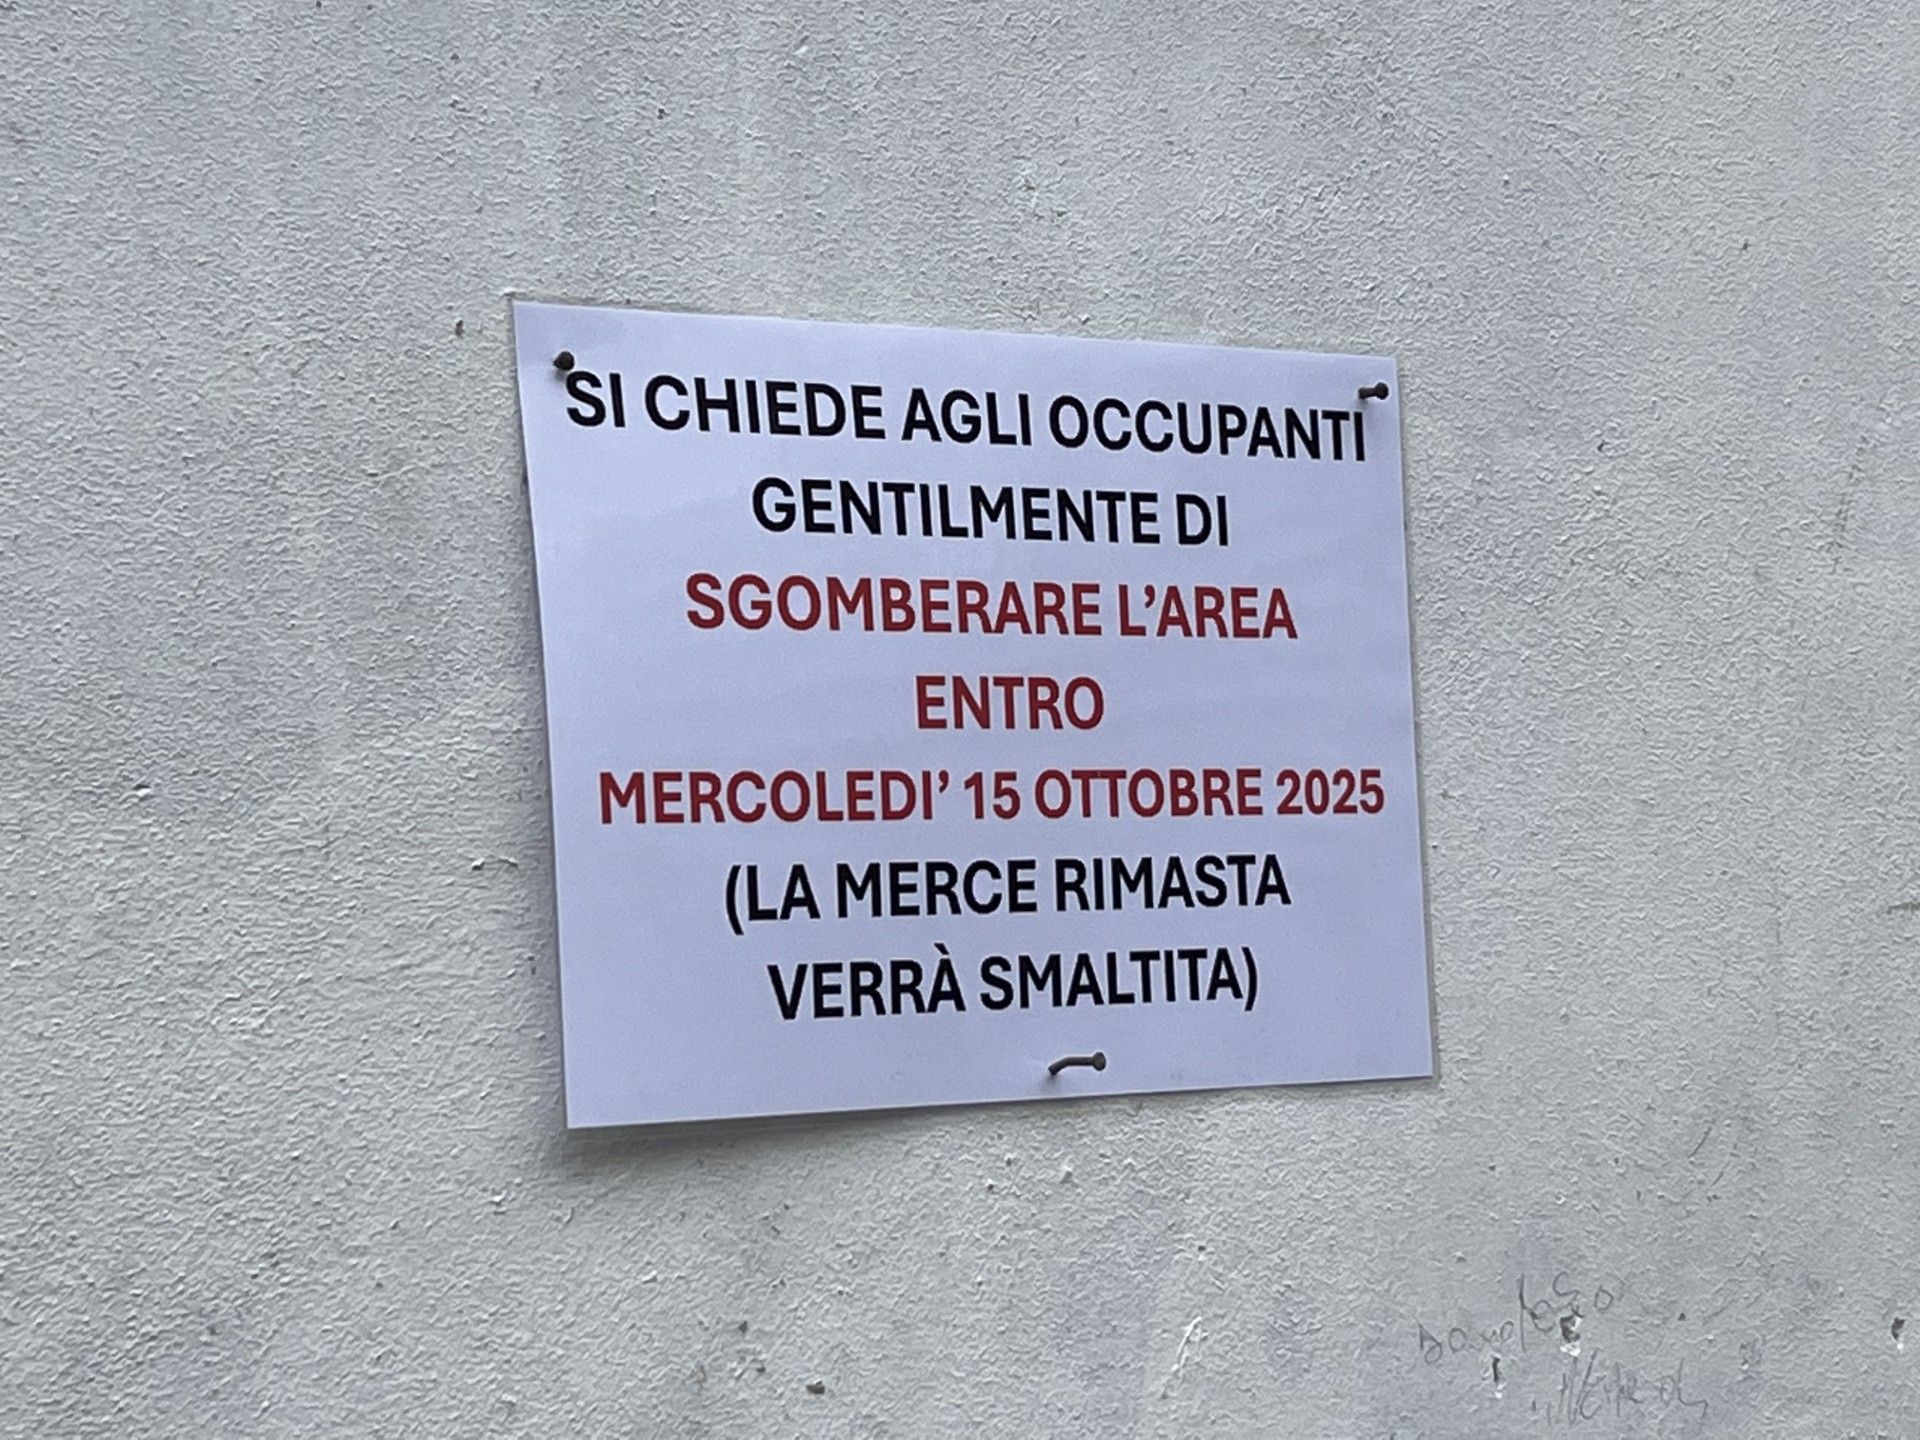 SI CHIEDE AGLI OCCUPANTI
GENTILMENTE DI
SGOMBERARE L’AREA
ENTRO
MERCOLEDI’ 15 OTTOBRE 2025
(LA MERCE RIMASTA
VERRÀ SMALTITA)